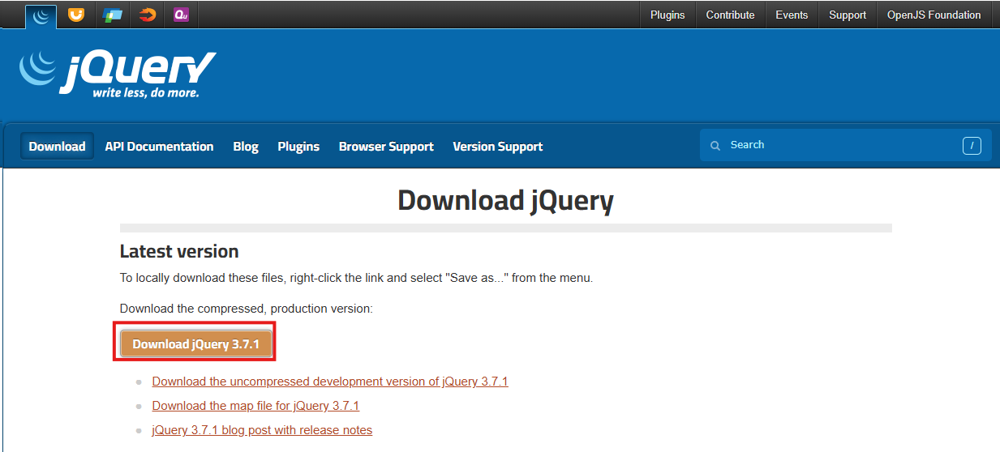 Qu
Plugins
Contribute
Events
Support
OpenJS Foundation
jQuery
write less, do more.
Download
API Documentation
Blog
Plugins
Browser Support
Version Support
Search
/
Download jQuery
Latest version
To locally download these files, right-click the link and select "Save as..." from the menu.
Download the compressed, production version:
Download jQuery 3.7.1
Download the uncompressed development version of jQuery 3.7.1
Download the map file for jQuery 3.7.1
jQuery 3.7.1 blog post with release notes